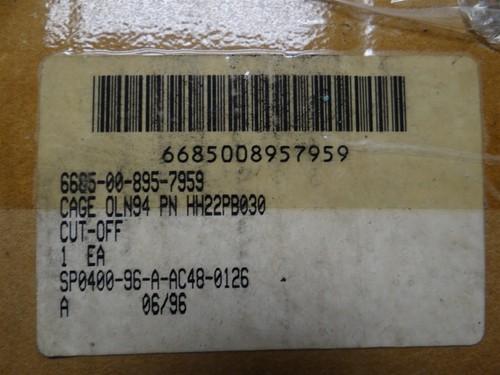 6685008957959
6685-00-895-7959
CAGE OLN94 PN HH22PB030
CUT-OFF
1 EA
SP0400-96-A-AC48-0126
A 06/96